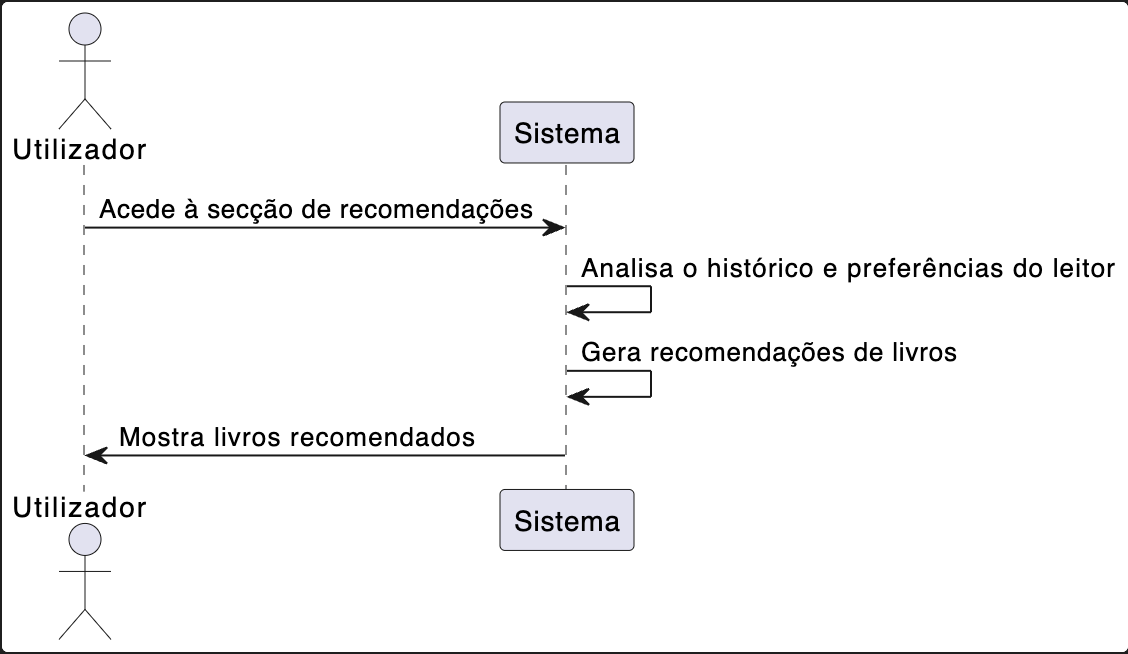 Utilizador
Sistema
Acede à secção de recomendações
Analisa o histórico e preferências do leitor
Gera recomendações de livros
Mostra livros recomendados
Utilizador
Sistema